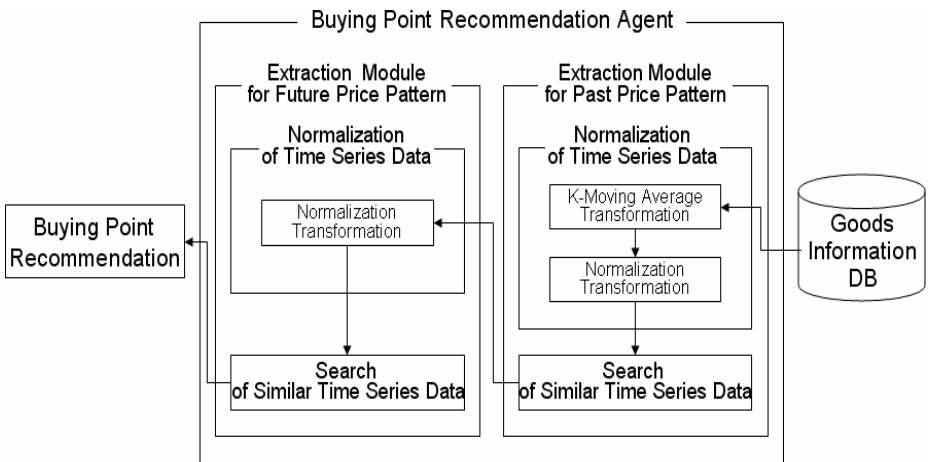 Buying Point Recommendation Agent
Extraction Module
for Future Price Pattern
Extraction Module
for Past Price Pattern
Normalization
of Time Series Data
Normalization
of Time Series Data
K-Moving Average
Transformation
Normalization
Transformation
Normalization
Transformation
Buying Point
Recommendation
Goods
Information
DB
Search
of Similar Time Series Data
Search
of Similar Time Series Data